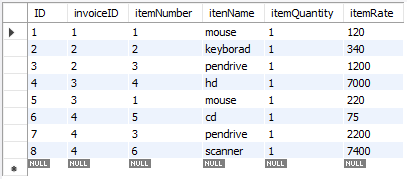 ID invoiceID itemNumber itenName itemQuantity itemRate
1 1 1 mouse 1 120
2 2 2 keyborad 1 340
3 2 3 pendrive 1 1200
4 3 4 hd 1 7000
5 3 1 mouse 1 220
6 4 5 cd 1 75
7 4 3 pendrive 1 2200
8 4 6 scanner 1 7400
NULL NULL NULL NULL NULL NULL